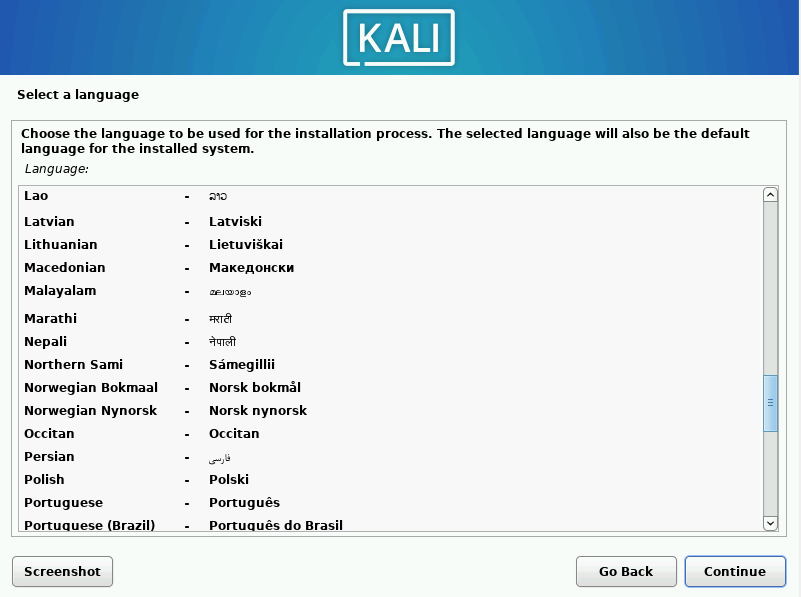 KALI
Select a language
Choose the language to be used for the installation process. The selected language will also be the default
language for the installed system.
Language:
Lao - ລາວ
Latvian - Latviski
Lithuanian - Lietuviškai
Macedonian - Македонски
Malayalam - മലയാളം
Marathi - मराठी
Nepali - नेपाली
Northern Sami - Sámegillii
Norwegian Bokmaal - Norsk bokmål
Norwegian Nynorsk - Norsk nynorsk
Occitan - Occitan
Persian - فارسی
Polish - Polski
Portuguese - Português
Portuguese (Brazil) - Português do Brasil
Screenshot Go Back Continue